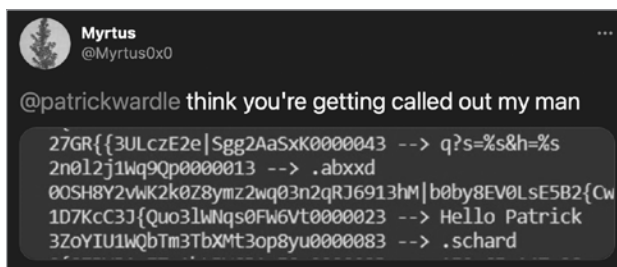 Myrtus
@Myrtus0x0
@patrickwardle think you're getting called out my man
27GR{{3ULczE2e|Sgg2AaSxK0000043 --> q?s=%s&h=%s
2n0l2j1Wq9Qp0000013 --> .abxxd
0OSH8Y2vWK2k0Z8ymz2wq03n2qRJ6913hM|b0by8EV0LsE5B2{Cw
1D7KcC3J{Quo3lWNqs0FW6Vt0000023 --> Hello Patrick
3ZoYIU1WQbTm3TbXMt3op8yu0000083 --> .schard